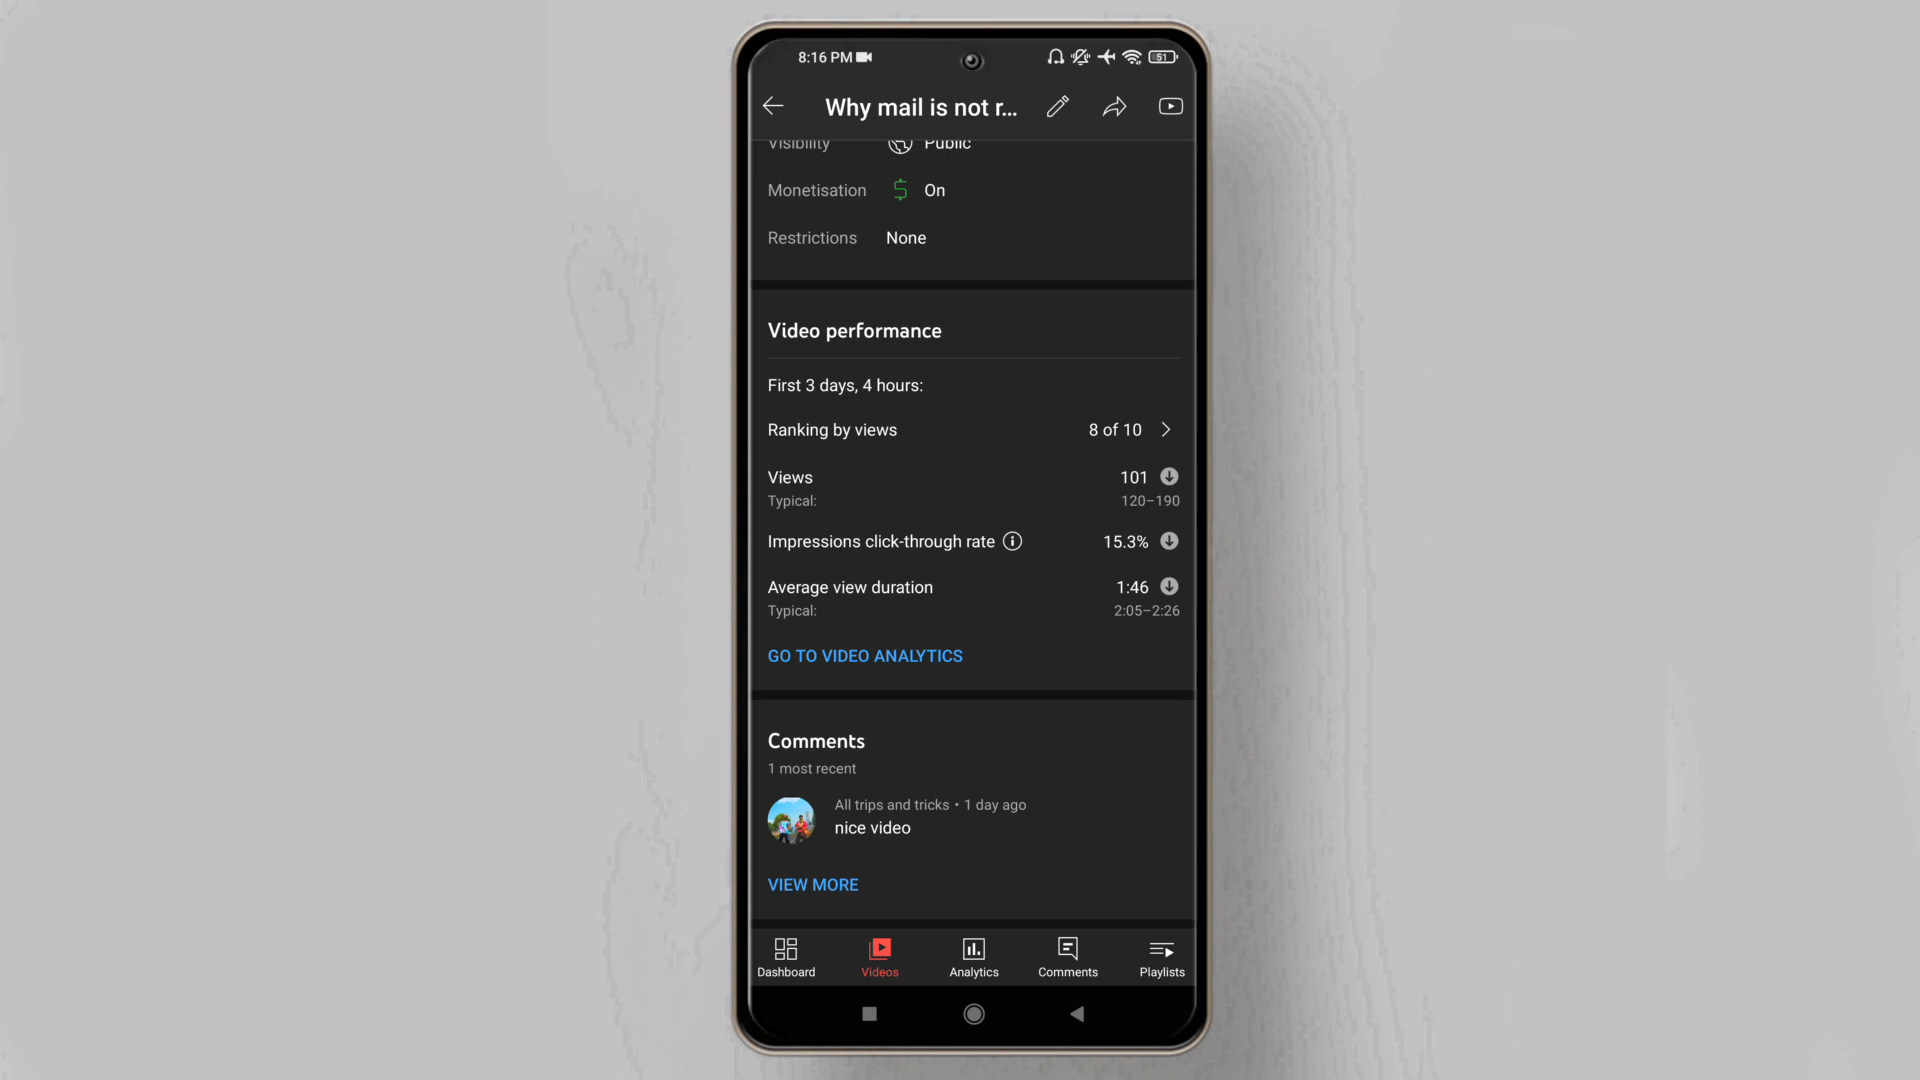 8:16 PM
51
Why mail is not r...
Visibility Public
Monetisation On
Restrictions None
Video performance
First 3 days, 4 hours:
Ranking by views 8 of 10
Views 101
Typical: 120–190
Impressions click-through rate 15.3%
Average view duration 1:46
Typical: 2:05–2:26
GO TO VIDEO ANALYTICS
Comments
1 most recent
All trips and tricks • 1 day ago
nice video
VIEW MORE
Dashboard Videos Analytics Comments Playlists